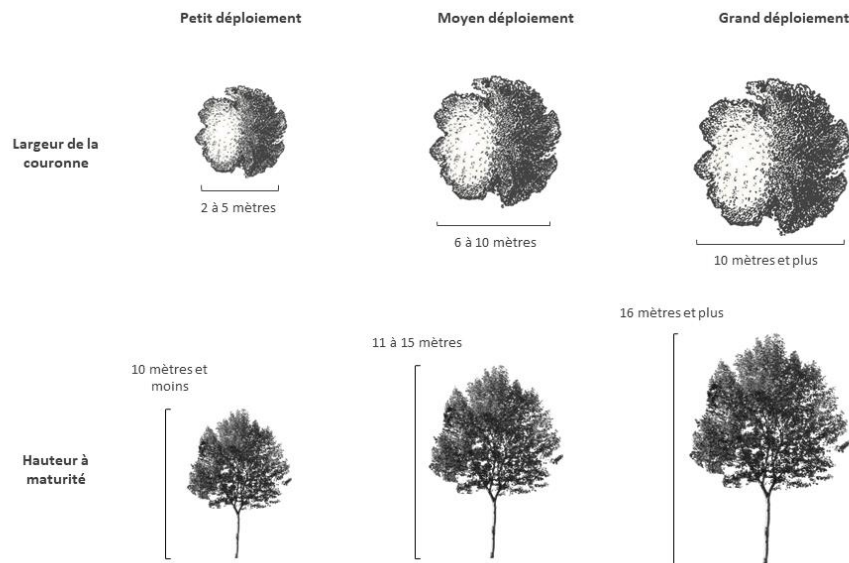 Petit déploiement
Moyen déploiement
Grand déploiement
Largeur de la
couronne
2 à 5 mètres
6 à 10 mètres
10 mètres et plus
16 mètres et plus
11 à 15 mètres
10 mètres et
moins
Hauteur à
maturité